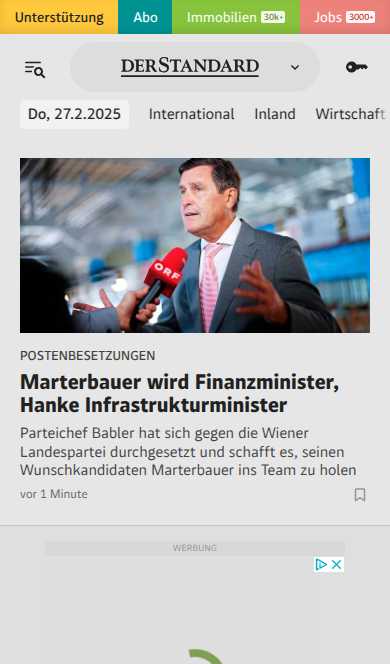 Unterstützung Abo Immobilien 30k+ Jobs 3000+
DERSTANDARD
Do, 27.2.2025 International Inland Wirtschaft
ORF
POSTENBESETZUNGEN
Marterbauer wird Finanzminister,
Hanke Infrastrukturminister
Parteichef Babler hat sich gegen die Wiener
Landespartei durchgesetzt und schafft es, seinen
Wunschkandidaten Marterbauer ins Team zu holen
vor 1 Minute
WERBUNG